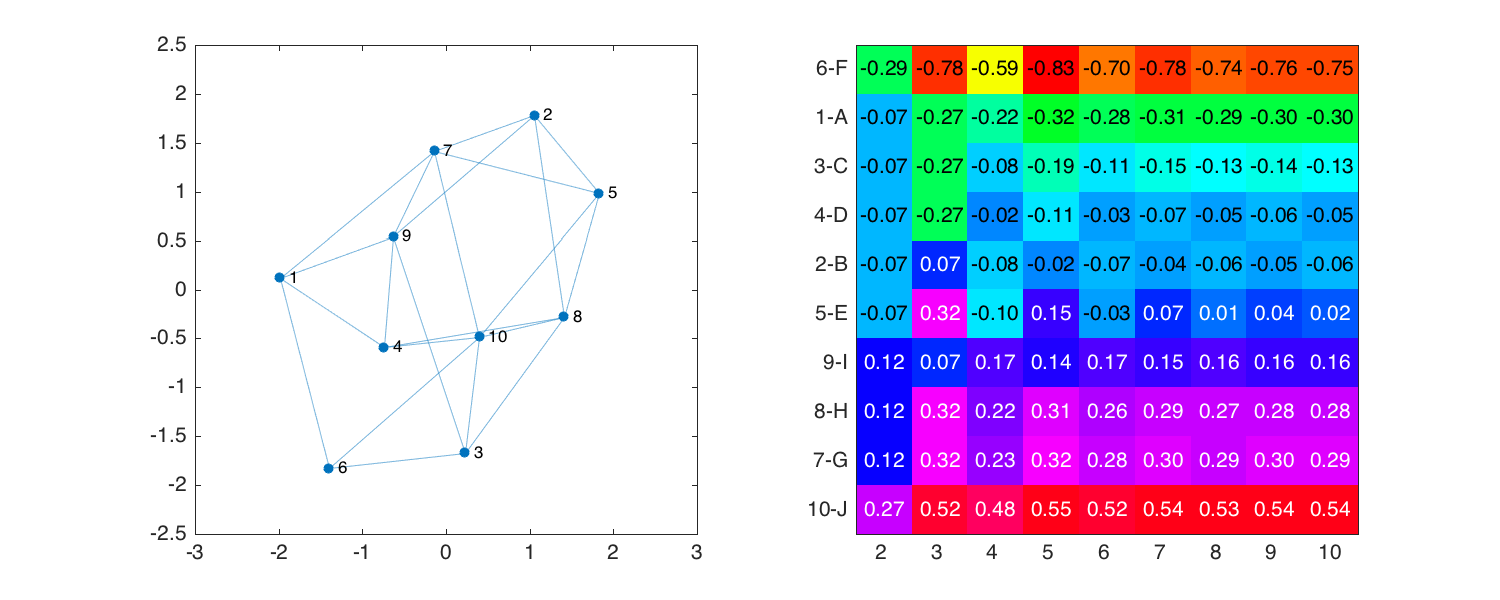 2.5
2
1.5
1
0.5
0
-0.5
-1
-1.5
-2
-2.5
-3 -2 -1 0 1 2 3
2
7
5
9
1
8
10
4
3
6
6-F -0.29 -0.78 -0.59 -0.83 -0.70 -0.78 -0.74 -0.76 -0.75
1-A -0.07 -0.27 -0.22 -0.32 -0.28 -0.31 -0.29 -0.30 -0.30
3-C -0.07 -0.27 -0.08 -0.19 -0.11 -0.15 -0.13 -0.14 -0.13
4-D -0.07 -0.27 -0.02 -0.11 -0.03 -0.07 -0.05 -0.06 -0.05
2-B -0.07 0.07 -0.08 -0.02 -0.07 -0.04 -0.06 -0.05 -0.06
5-E -0.07 0.32 -0.10 0.15 -0.03 0.07 0.01 0.04 0.02
9-I 0.12 0.07 0.17 0.14 0.17 0.15 0.16 0.16 0.16
8-H 0.12 0.32 0.22 0.31 0.26 0.29 0.27 0.28 0.28
7-G 0.12 0.32 0.23 0.32 0.28 0.30 0.29 0.30 0.29
10-J 0.27 0.52 0.48 0.55 0.52 0.54 0.53 0.54 0.54
2 3 4 5 6 7 8 9 10